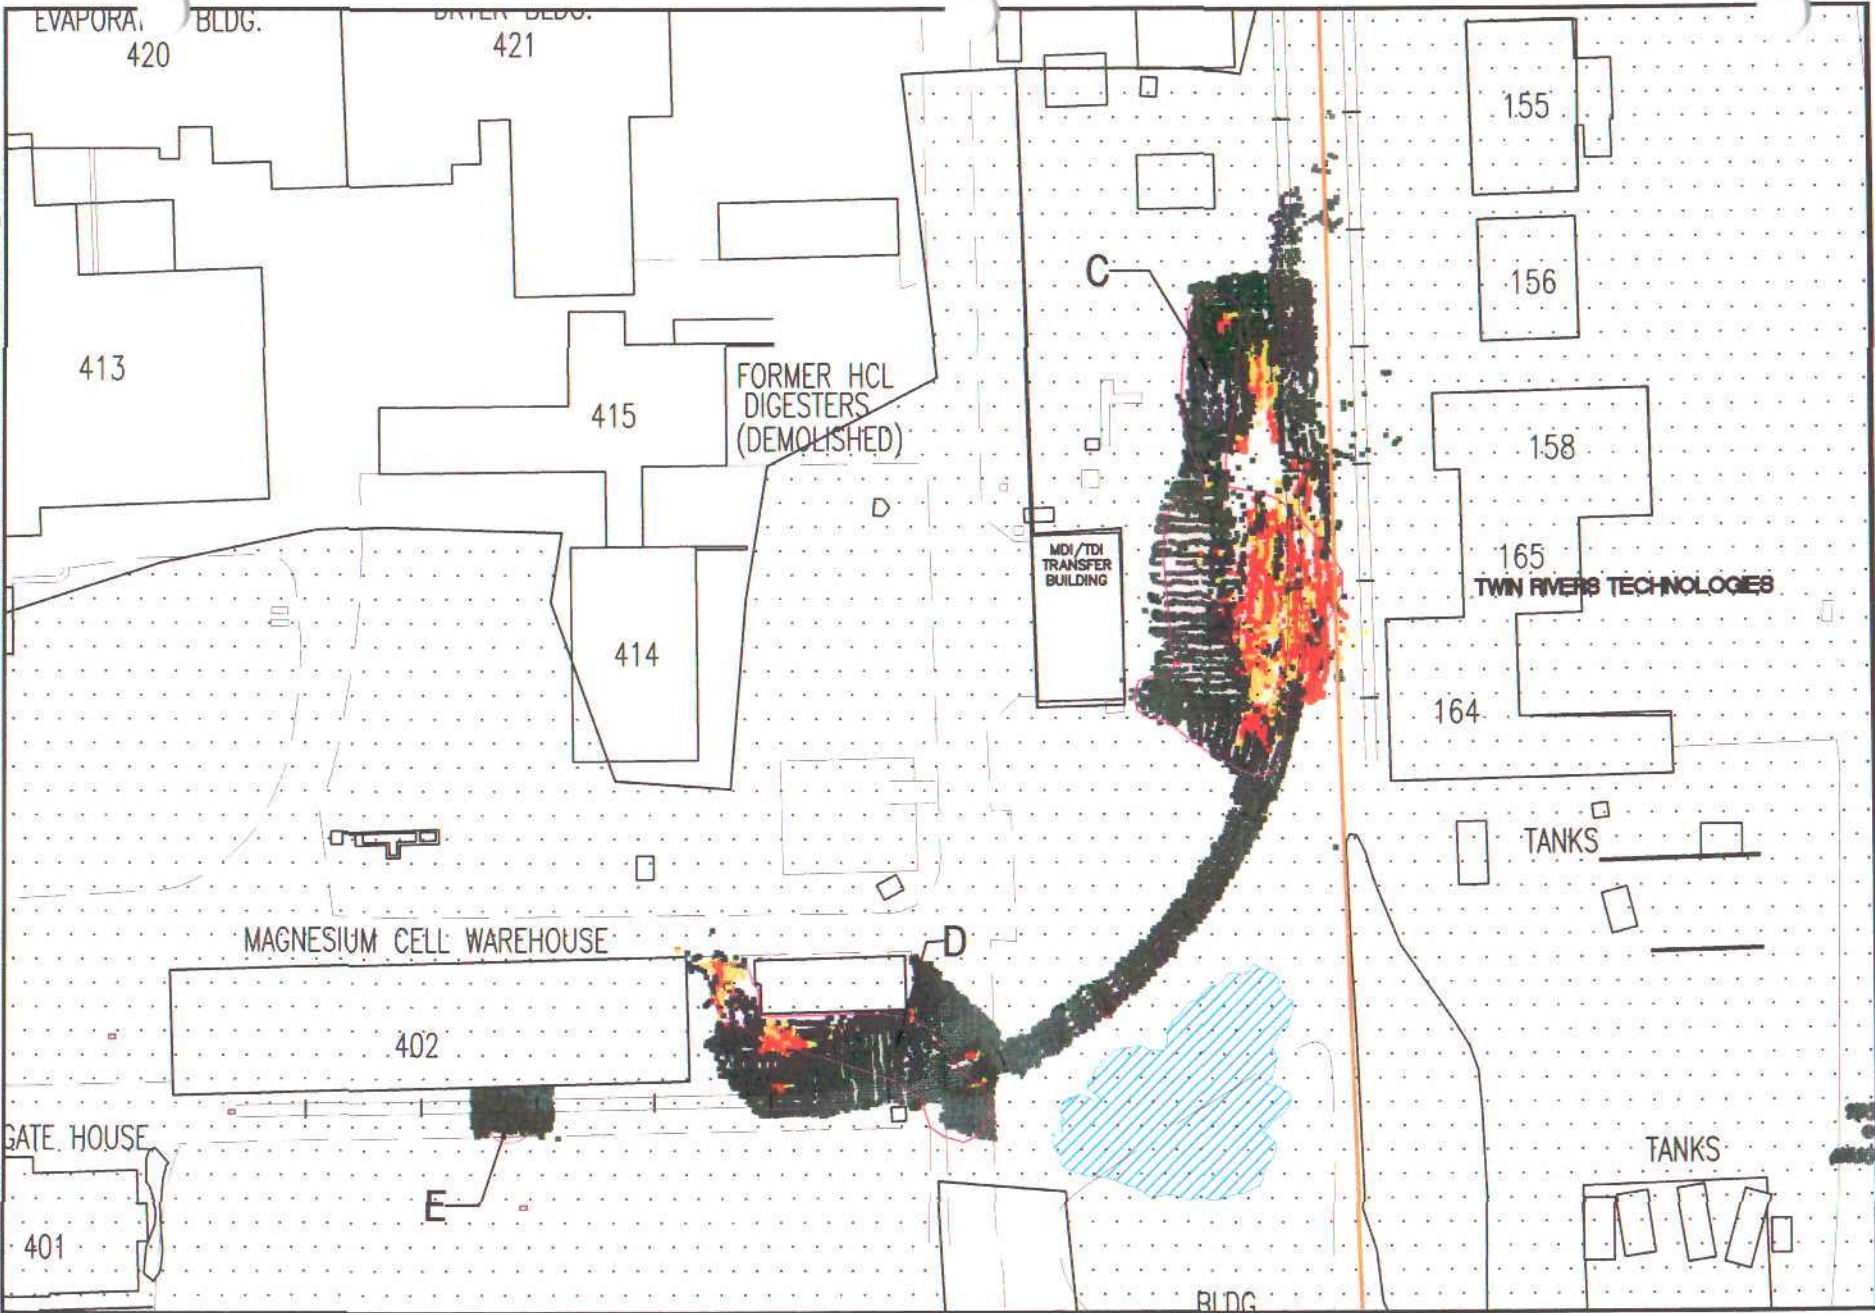 BLDG.
420
421
155
156
C
413
415
FORMER HCL
DIGESTERS
(DEMOLISHED)
158
MDI/TDI
TRANSFER
BUILDING
165
TWIN RIVERS TECHNOLOGIES
414
164
TANKS
MAGNESIUM CELL WAREHOUSE
D
402
GATE HOUSE
TANKS
E
401
BLDG